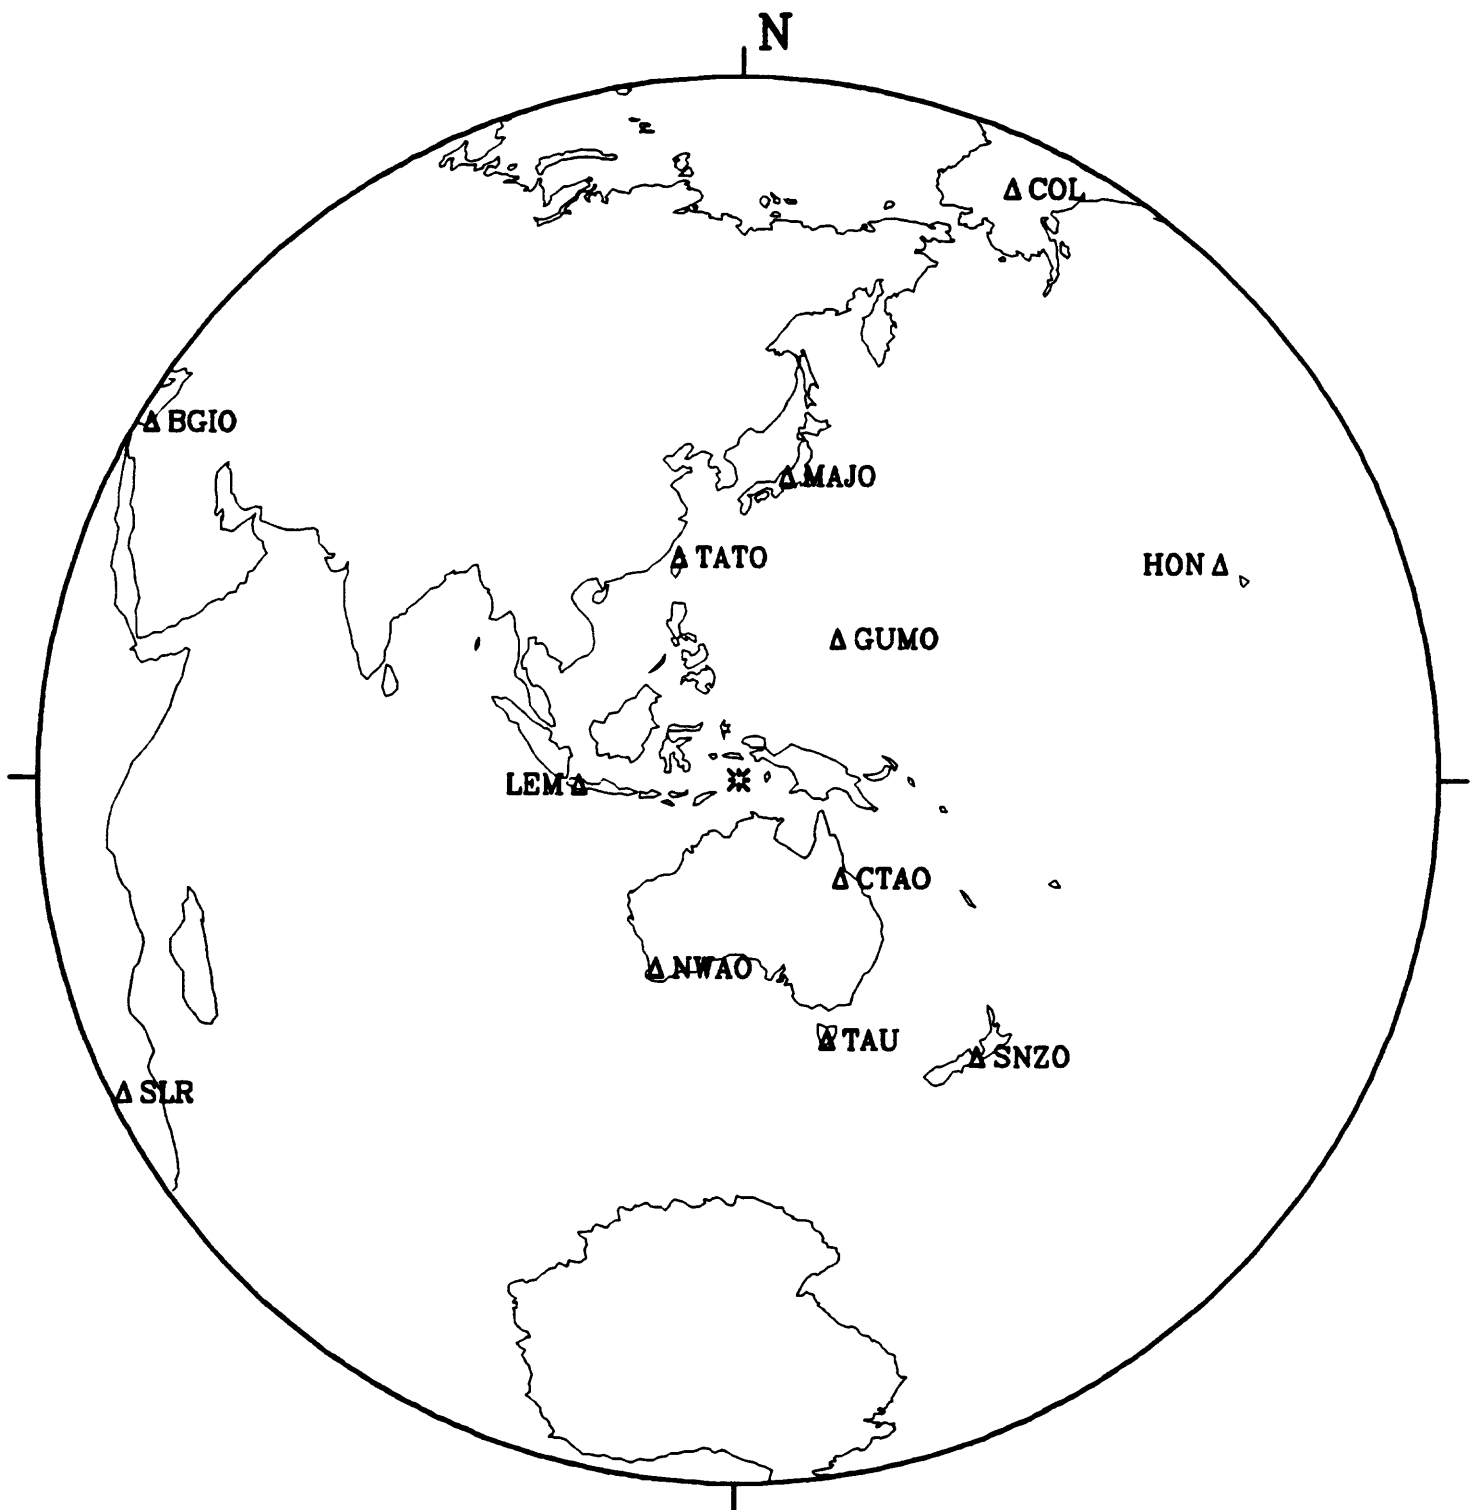 N
COL
BGIO
MAJO
TATO
HON
GUMO
LEM
CTAO
NWAO
TAU
SNZO
SLR